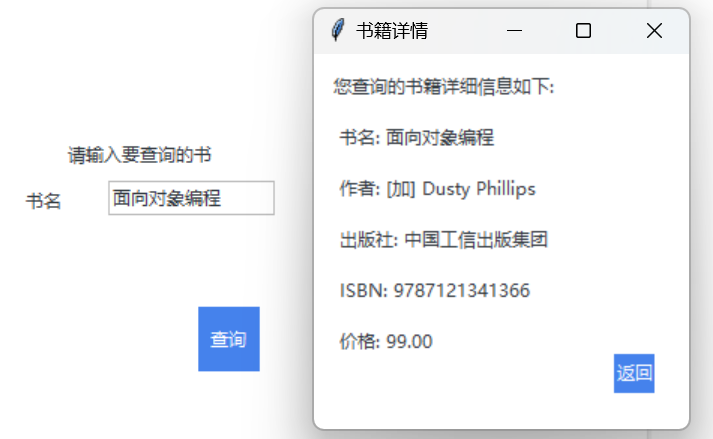 请输入要查询的书
书名 面向对象编程
查询
书籍详情
您查询的书籍详细信息如下:
书名: 面向对象编程
作者: [加] Dusty Phillips
出版社: 中国工信出版集团
ISBN: 9787121341366
价格: 99.00
返回